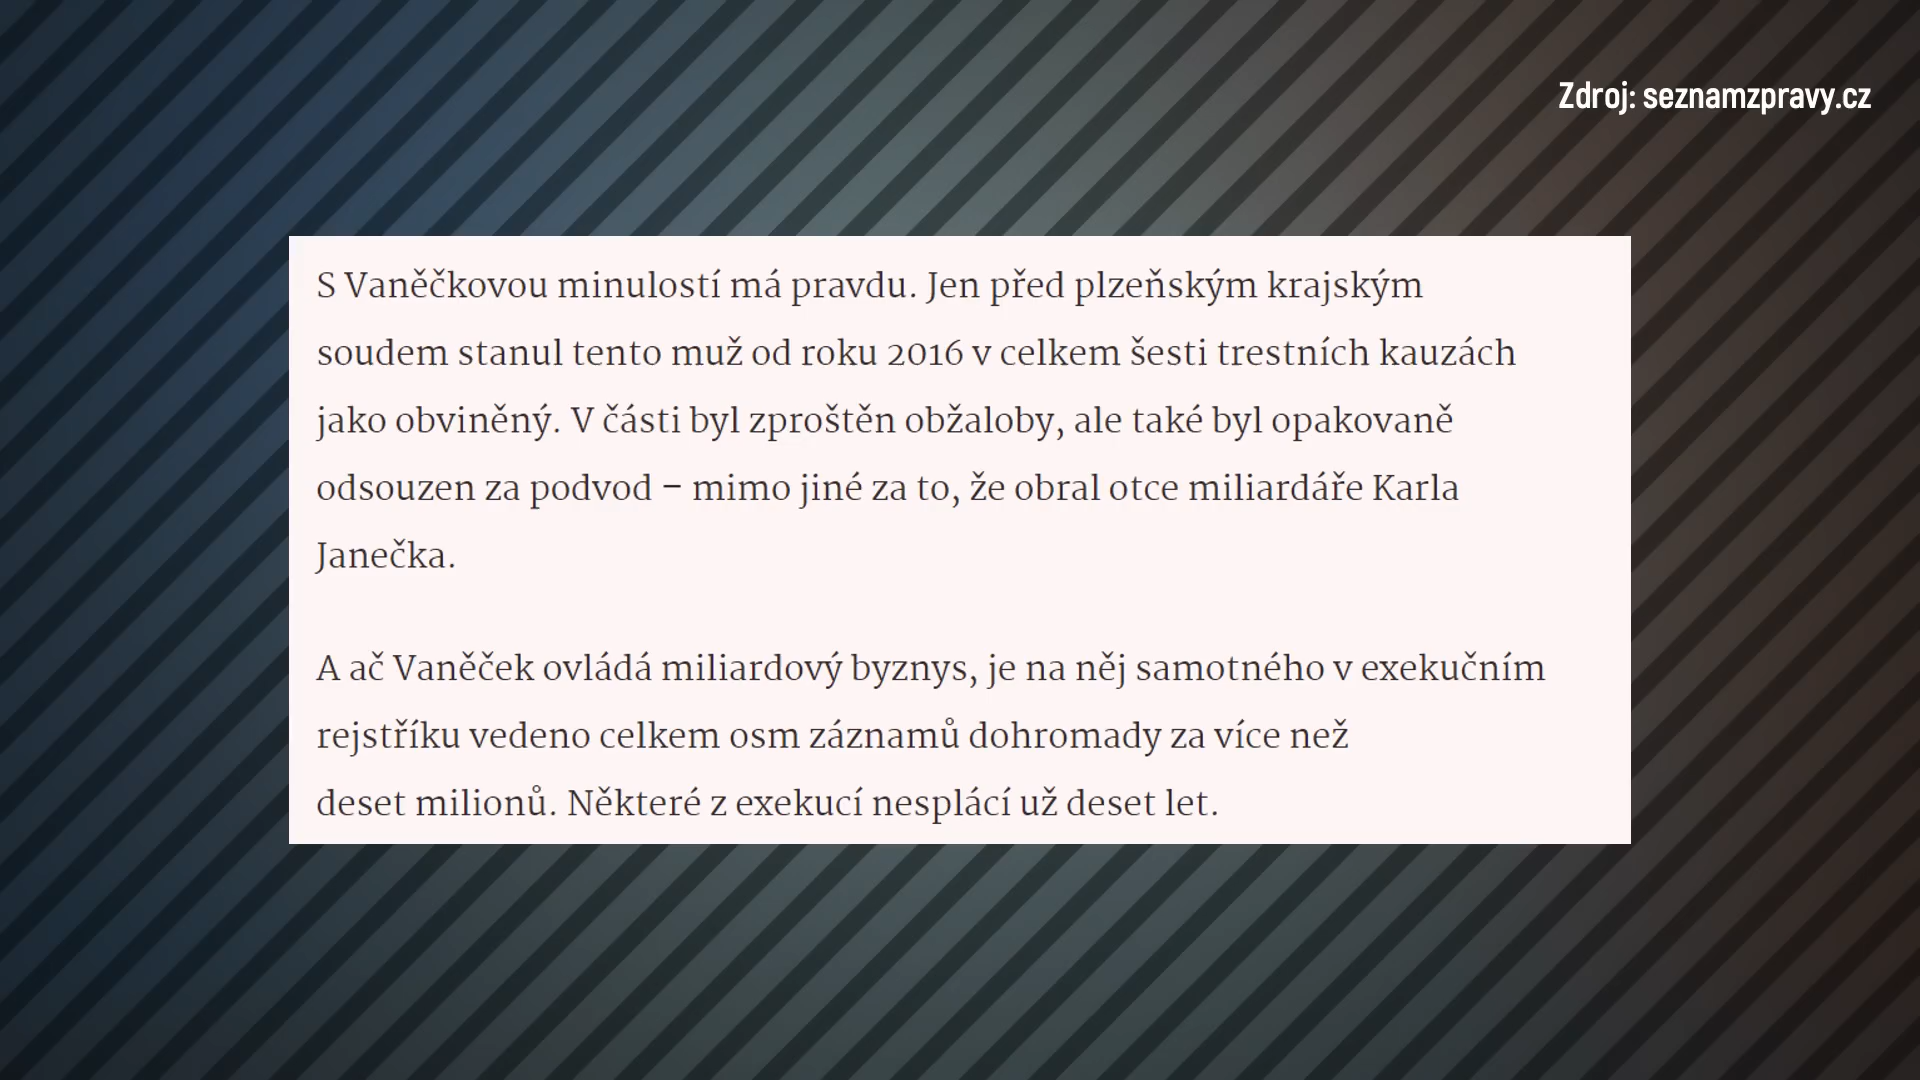 Zdroj: seznamzpravy.cz
S Vaněčkovou minulostí má pravdu. Jen před plzeňským krajským
soudem stanul tento muž od roku 2016 v celkem šesti trestních kauzách
jako obviněný. V části byl zproštěn obžaloby, ale také byl opakovaně
odsouzen za podvod – mimo jiné za to, že obral otce miliardáře Karla
Janečka.
A ač Vaněček ovládá miliardový byznys, je na něj samotného v exekučním
rejstříku vedeno celkem osm záznamů dohromady za více než
deset milionů. Některé z exekucí nesplácí už deset let.